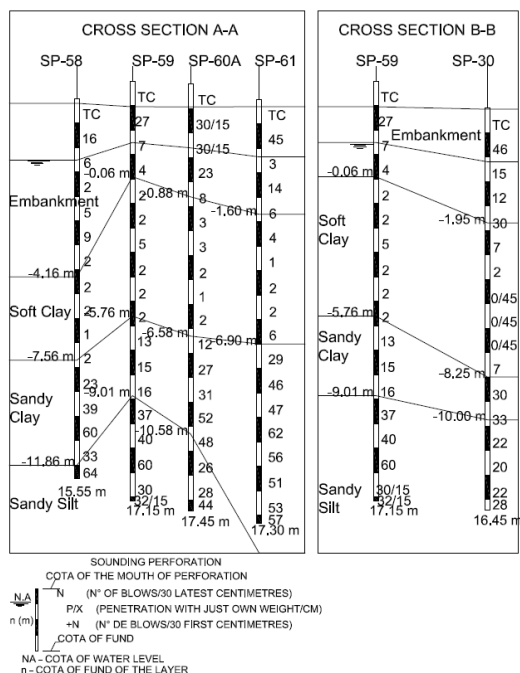 CROSS SECTION A-A
SP-58 SP-59 SP-60A SP-61
TC
16
6
2
5
9
2
2
2
1
2
23
39
60
33
64
15.55 m
TC
27
7
4
2
2
5
2
2
2
13
15
16
37
40
60
30
32/15
17.15 m
TC
30/15
30/15
23
8
3
3
2
1
2
12
27
31
52
48
26
28
44
17.45 m
TC
45
3
14
6
4
1
2
2
6
29
46
47
62
56
51
53
57
17.30 m
-0.06 m
-0.88 m
-1.60 m
-4.16 m
-5.76 m
-6.58 m
-6.90 m
-7.56 m
-9.01 m
-10.58 m
-11.86 m
Embankment
Soft Clay
Sandy
Clay
Sandy Silt
CROSS SECTION B-B
SP-59 SP-30
TC
27
7
4
2
2
5
2
2
2
13
15
16
37
40
60
30/15
32/15
17.15 m
TC
46
15
12
30
7
2
0/45
0/45
0/45
7
30
33
22
20
22
28
16.45 m
Embankment
-0.06 m
-1.95 m
-5.76 m
-8.25 m
-9.01 m
-10.00 m
Soft
Clay
Sandy
Clay
Sandy
Silt
SOUNDING PERFORATION
COTA OF THE MOUTH OF PERFORATION
N (N° OF BLOWS/30 LATEST CENTIMETRES)
N.A
P/X (PENETRATION WITH JUST OWN WEIGHT/CM)
n (m)
+N (N° DE BLOWS/30 FIRST CENTIMETRES)
COTA OF FUND
NA - COTA OF WATER LEVEL
n - COTA OF FUND OF THE LAYER